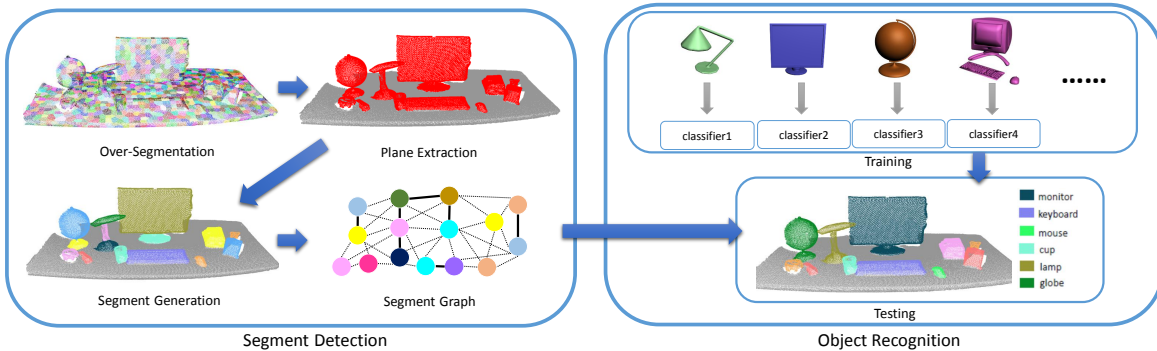 Over-Segmentation
Plane Extraction
Segment Generation
Segment Graph
Segment Detection
classifier1
classifier2
classifier3
classifier4
......
Training
monitor
keyboard
mouse
cup
lamp
globe
Testing
Object Recognition